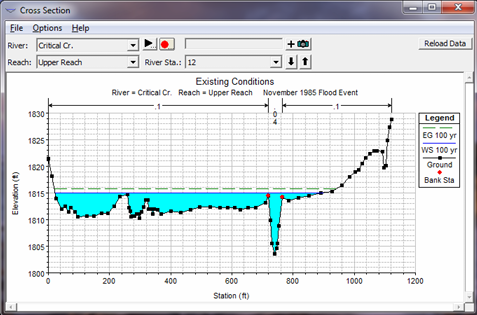 Cross Section
File Options Help
River: Critical Cr. Reload Data
Reach: Upper Reach River Sta.: 12
Existing Conditions
River = Critical Cr. Reach = Upper Reach November 1985 Flood Event
.1 .04 .1
Legend
EG 100 yr
WS 100 yr
Ground
Bank Sta
Elevation (ft)
1830
1825
1820
1815
1810
1805
1800
0 200 400 600 800 1000 1200
Station (ft)